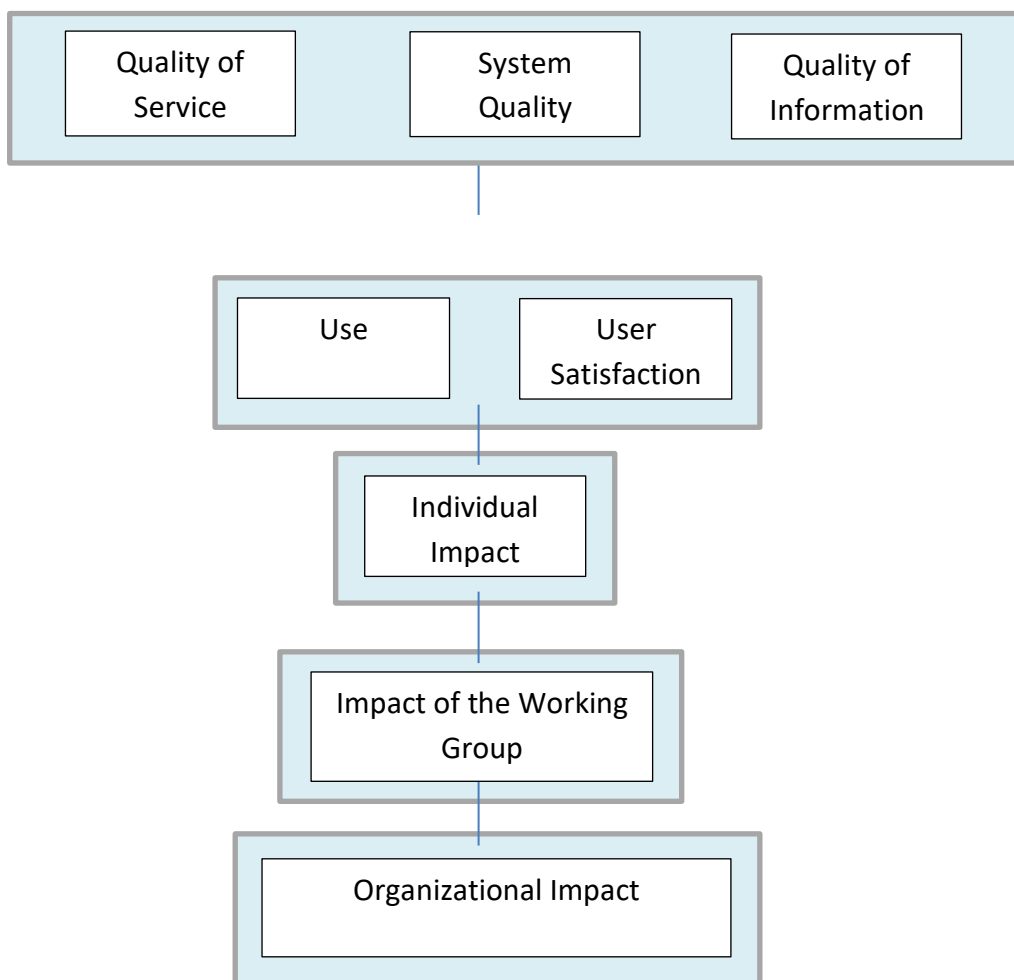 Quality of
Service
System
Quality
Quality of
Information
Use
User
Satisfaction
Individual
Impact
Impact of the Working
Group
Organizational Impact